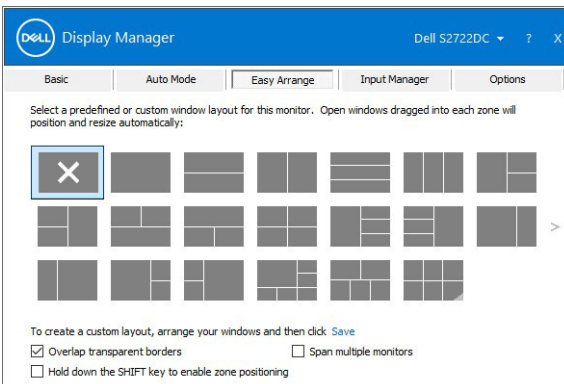 DELL Display Manager Dell S2722DC ? X
Basic Auto Mode Easy Arrange Input Manager Options
Select a predefined or custom window layout for this monitor. Open windows dragged into each zone will
position and resize automatically:
To create a custom layout, arrange your windows and then click Save
Overlap transparent borders Span multiple monitors
Hold down the SHIFT key to enable zone positioning